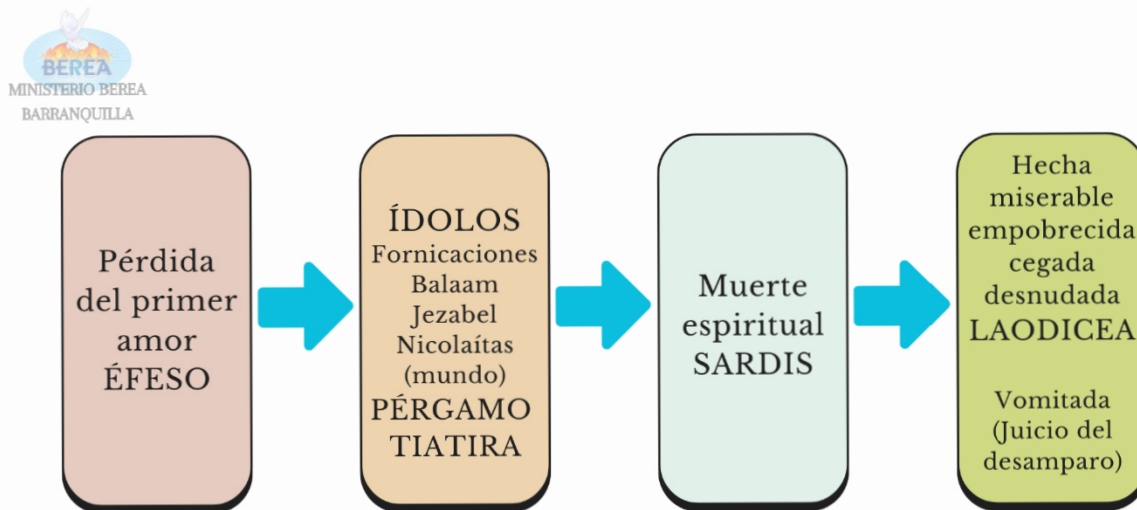 BEREA
MINISTERIO BEREA
BARRANQUILLA
Pérdida
del primer
amor
ÉFESO
ÍDOLOS
Fornicaciones
Balaam
Jezabel
Nicolaítas
(mundo)
PÉRGAMO
TIATIRA
Muerte
espiritual
SARDIS
Hecha
miserable
empobrecida
cegada
desnudada
LAODICEA
Vomitada
(Juicio del
desamparo)